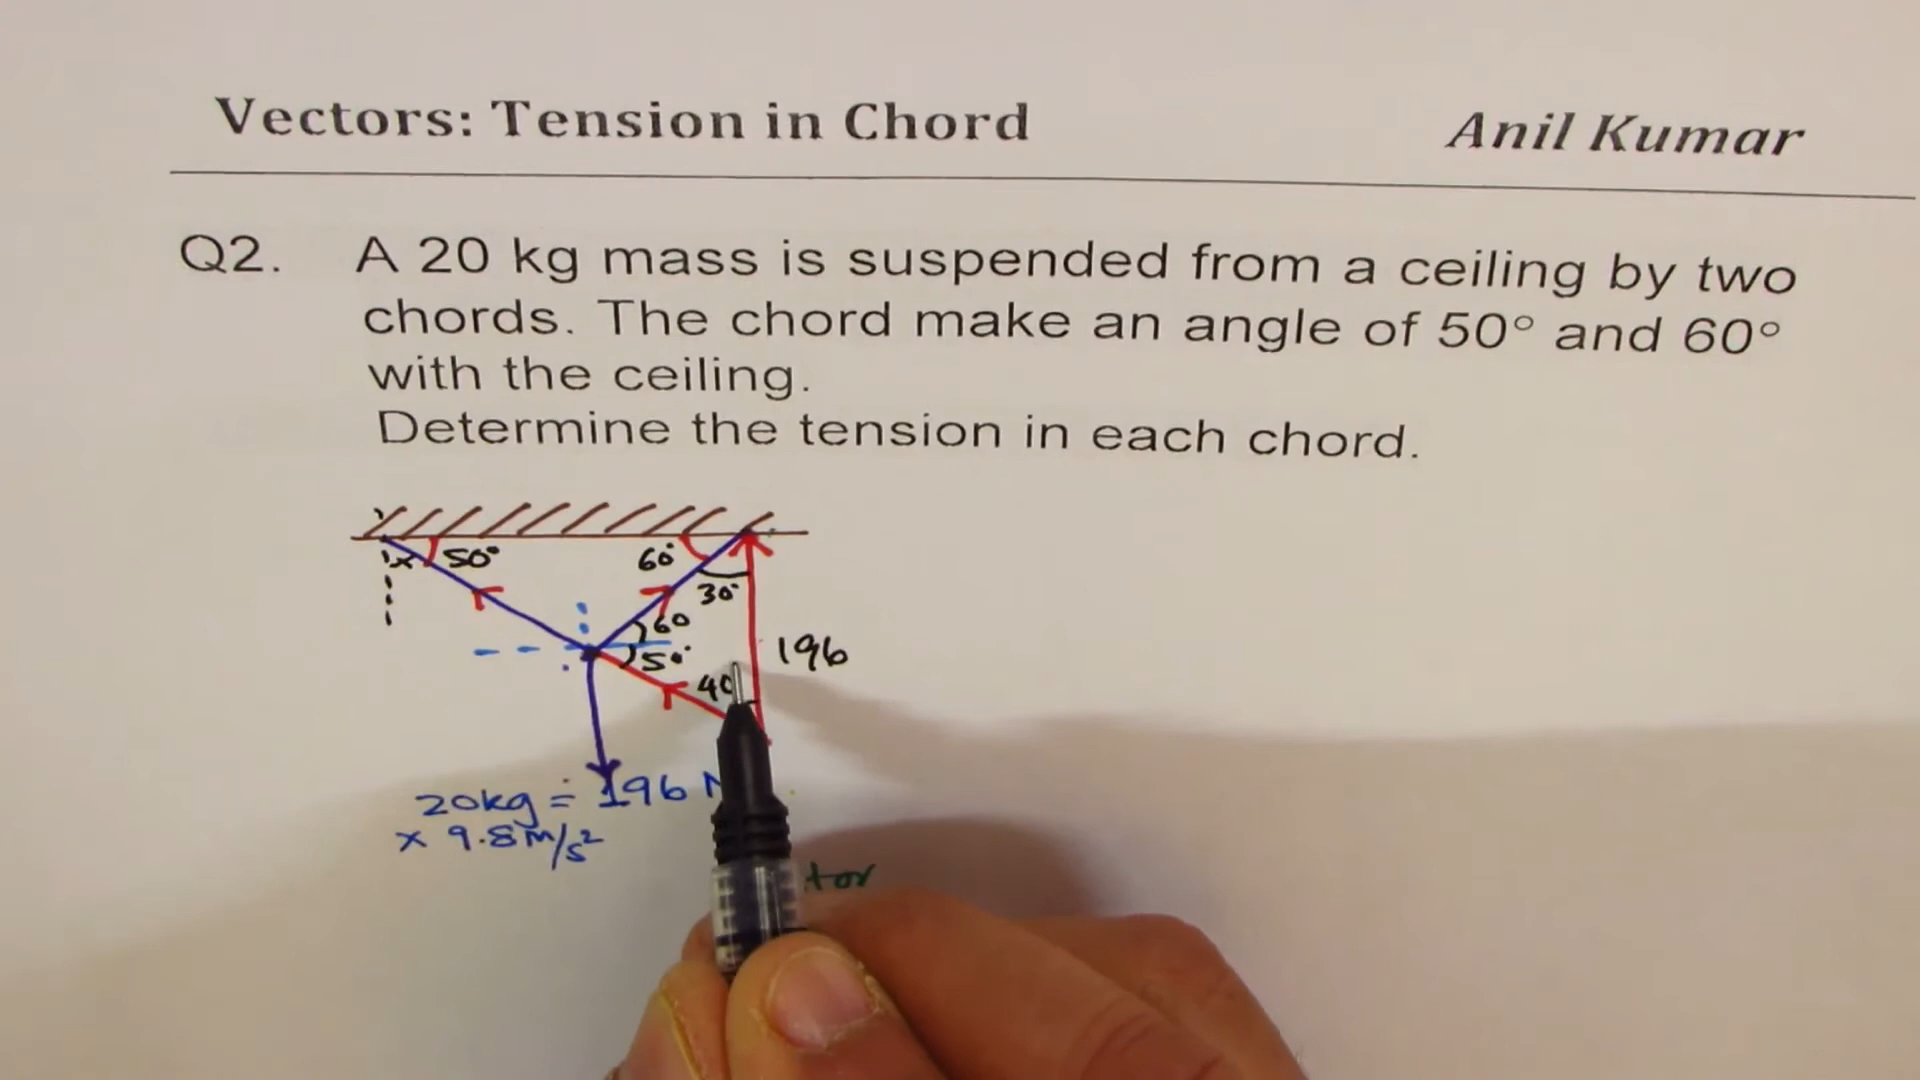 Vectors: Tension in Chord
Anil Kumar
Q2. A 20 kg mass is suspended from a ceiling by two
chords. The chord make an angle of 50° and 60°
with the ceiling.
Determine the tension in each chord.
50°
60°
30°
60
50°
40
196
20kg = 196 N
x 9.8 m/s²